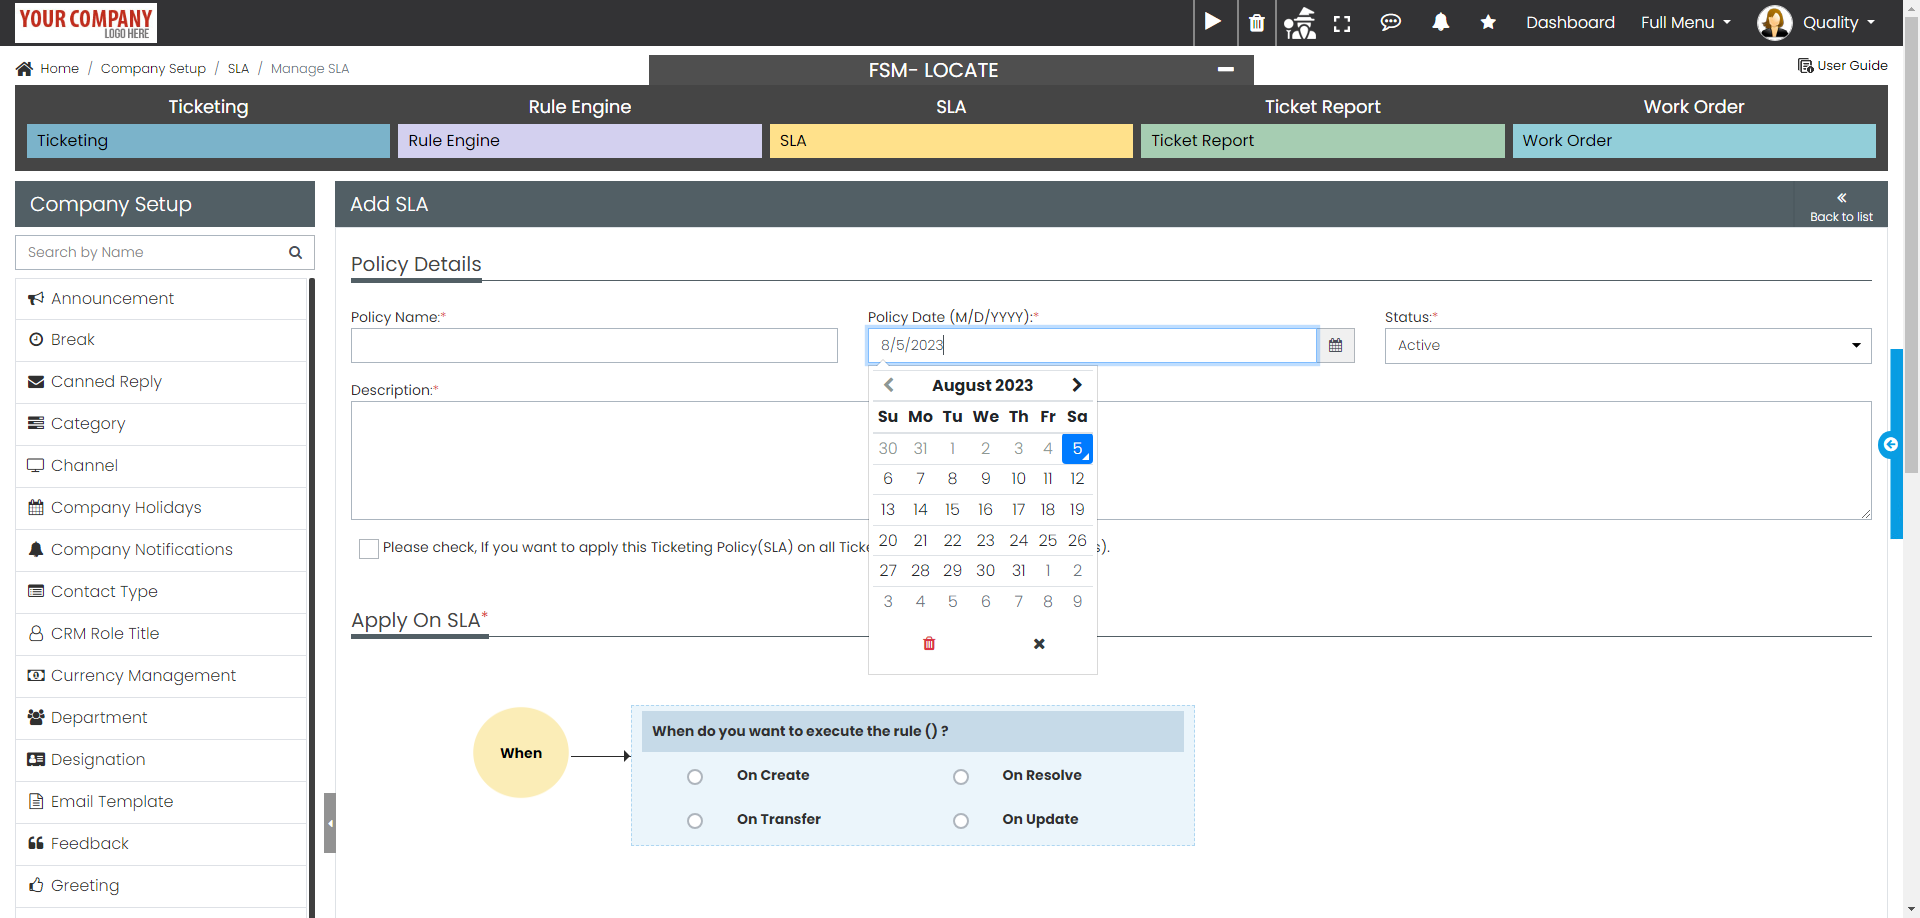 YOUR COMPANY
LOGO HERE
Dashboard
Full Menu
Quality
Home / Company Setup / SLA / Manage SLA
FSM- LOCATE
User Guide
Ticketing
Rule Engine
SLA
Ticket Report
Work Order
Ticketing
Rule Engine
SLA
Ticket Report
Work Order
Company Setup
Search by Name
Announcement
Break
Canned Reply
Category
Channel
Company Holidays
Company Notifications
Contact Type
CRM Role Title
Currency Management
Department
Designation
Email Template
Feedback
Greeting
Add SLA
Back to list
Policy Details
Policy Name:*
Policy Date (M/D/YYYY):*
8/5/2023
Status:*
Active
Description:*
August 2023
Su Mo Tu We Th Fr Sa
30 31 1 2 3 4 5
6 7 8 9 10 11 12
13 14 15 16 17 18 19
20 21 22 23 24 25 26
27 28 29 30 31 1 2
3 4 5 6 7 8 9
Please check, If you want to apply this Ticketing Policy(SLA) on all Ticke
).
Apply On SLA*
When
When do you want to execute the rule () ?
On Create
On Resolve
On Transfer
On Update